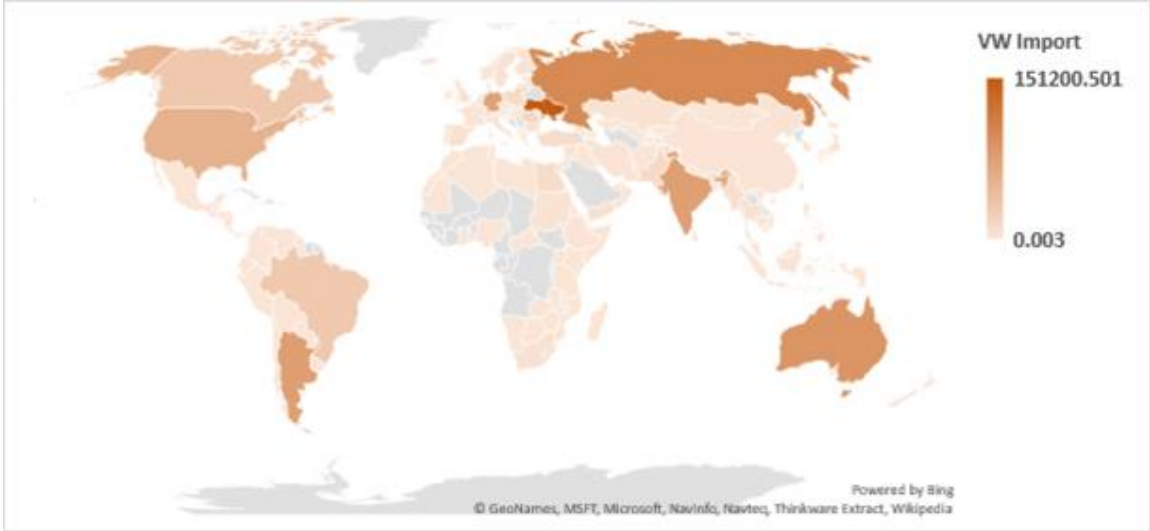 VW Import
151200.501
0.003
Powered by Bing
© GeoNames, MSFT, Microsoft, NavInfo, Navteq, Thinkware Extract, Wikipedia